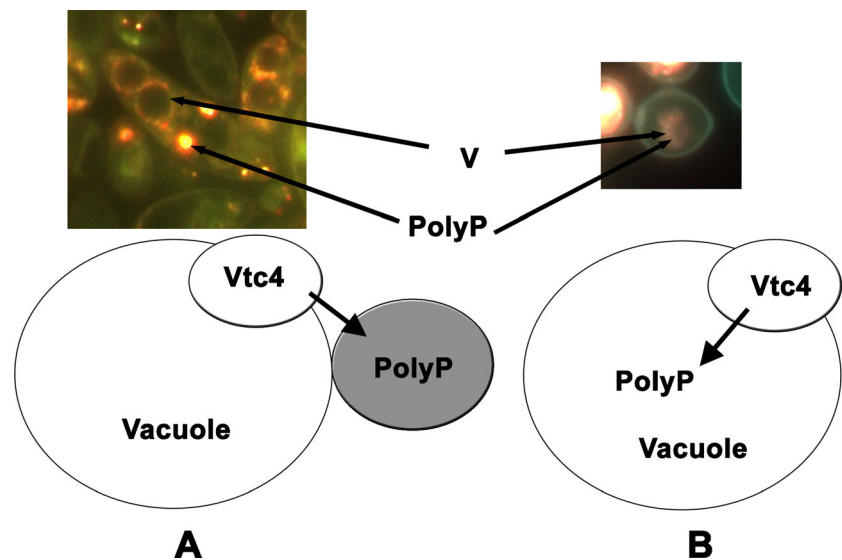 V
PolyP
Vtc4
PolyP
Vacuole
A
Vtc4
PolyP
Vacuole
B